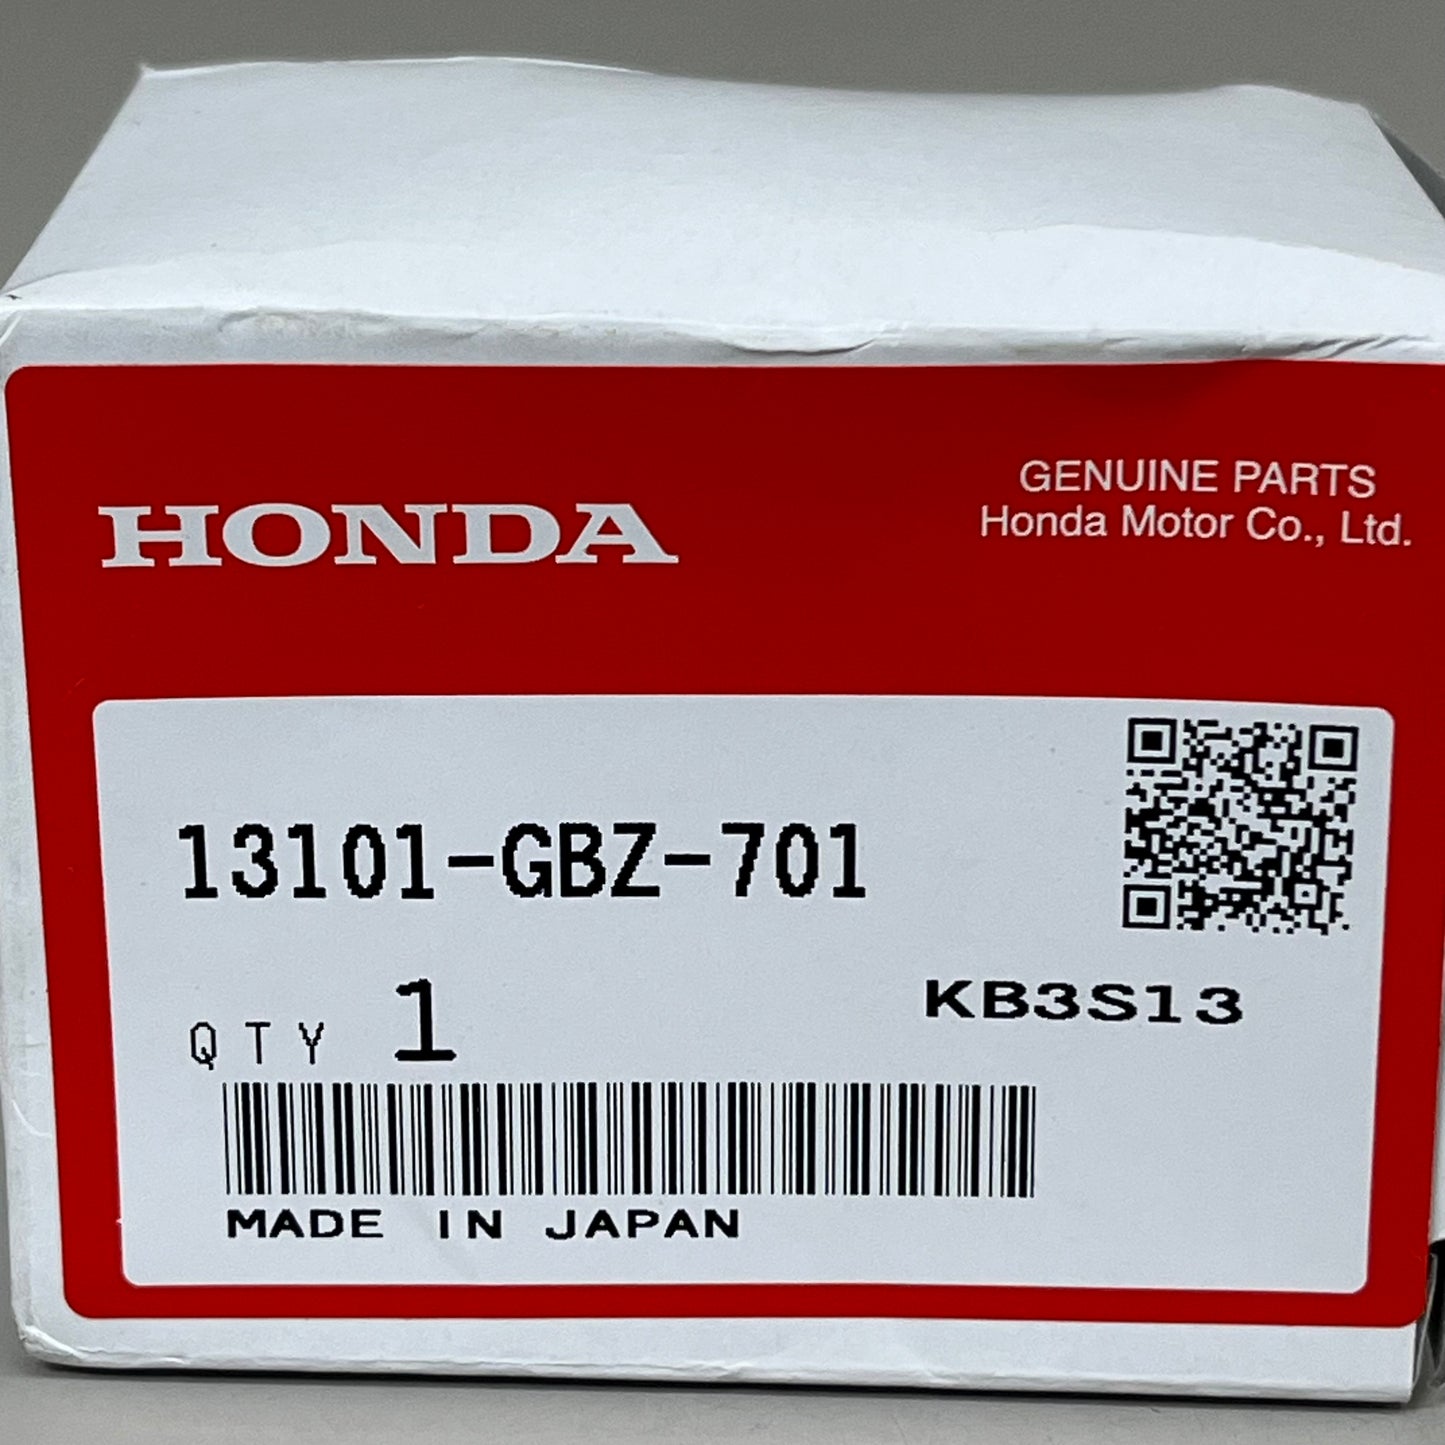 HONDA
GENUINE PARTS
Honda Motor Co., Ltd.
13101-GBZ-701
QTY 1
KB3S13
MADE IN JAPAN